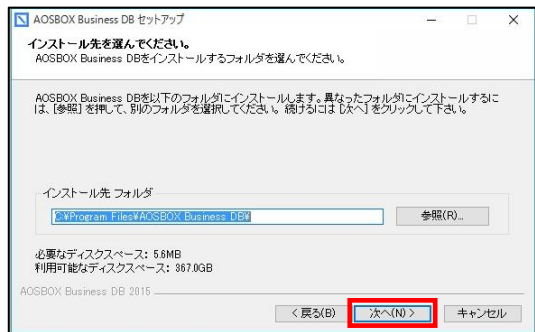 AOSBOX Business DB セットアップ
インストール先を選んでください。
AOSBOX Business DBをインストールするフォルダを選んでください。
AOSBOX Business DBを以下のフォルダにインストールします。異なったフォルダにインストールするに
は、[参照] を押して、別のフォルダを選択してください。続けるには [次へ] をクリックして下さい。
インストール先 フォルダ
C:¥Program Files¥AOSBOX Business DB¥
参照(R)...
必要なディスクスペース: 5.6MB
利用可能なディスクスペース: 367.0GB
AOSBOX Business DB 2015
< 戻る(B)
次へ(N) >
キャンセル